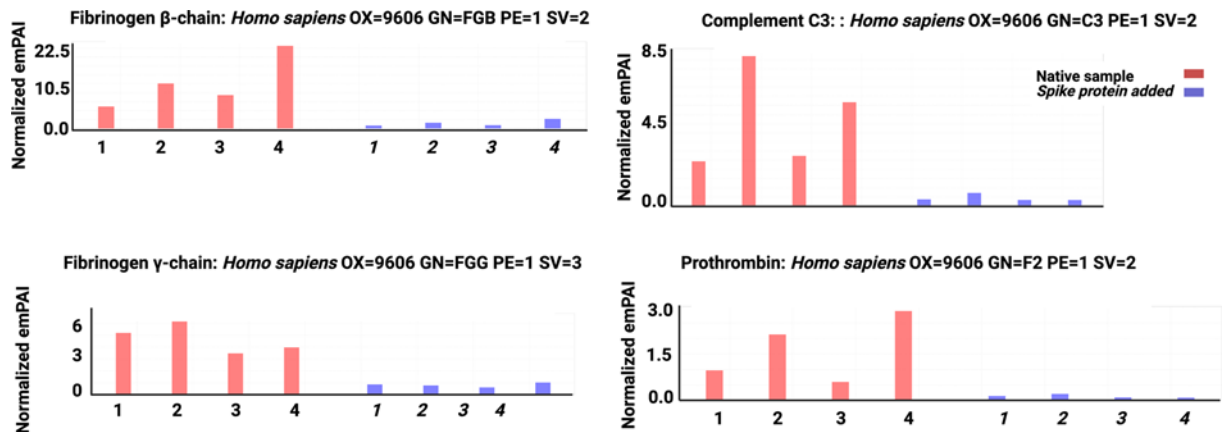 Fibrinogen β-chain: Homo sapiens OX=9606 GN=FGB PE=1 SV=2
Normalized emPAI
22.5
10.5
0.0
1 2 3 4 1 2 3 4
Complement C3: : Homo sapiens OX=9606 GN=C3 PE=1 SV=2
Normalized emPAI
8.5
4.5
0.0
Native sample
Spike protein added
Fibrinogen γ-chain: Homo sapiens OX=9606 GN=FGG PE=1 SV=3
Normalized emPAI
6
3
0
1 2 3 4 1 2 3 4
Prothrombin: Homo sapiens OX=9606 GN=F2 PE=1 SV=2
Normalized emPAI
3.0
1.5
0.0
1 2 3 4 1 2 3 4